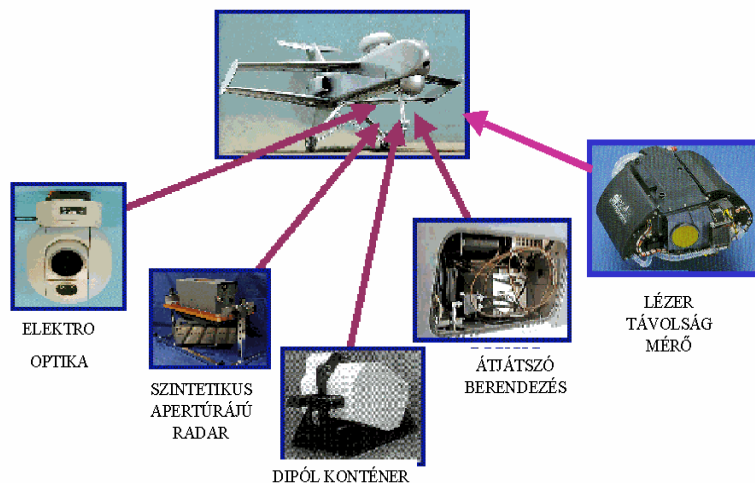 ELEKTRO
OPTIKA
SZINTETIKUS
APERTÚRÁJÚ
RADAR
DIPÓL KONTÉNER
ÁTJÁTSZÓ
BERENDEZÉS
LÉZER
TÁVOLSÁG
MÉRŐ